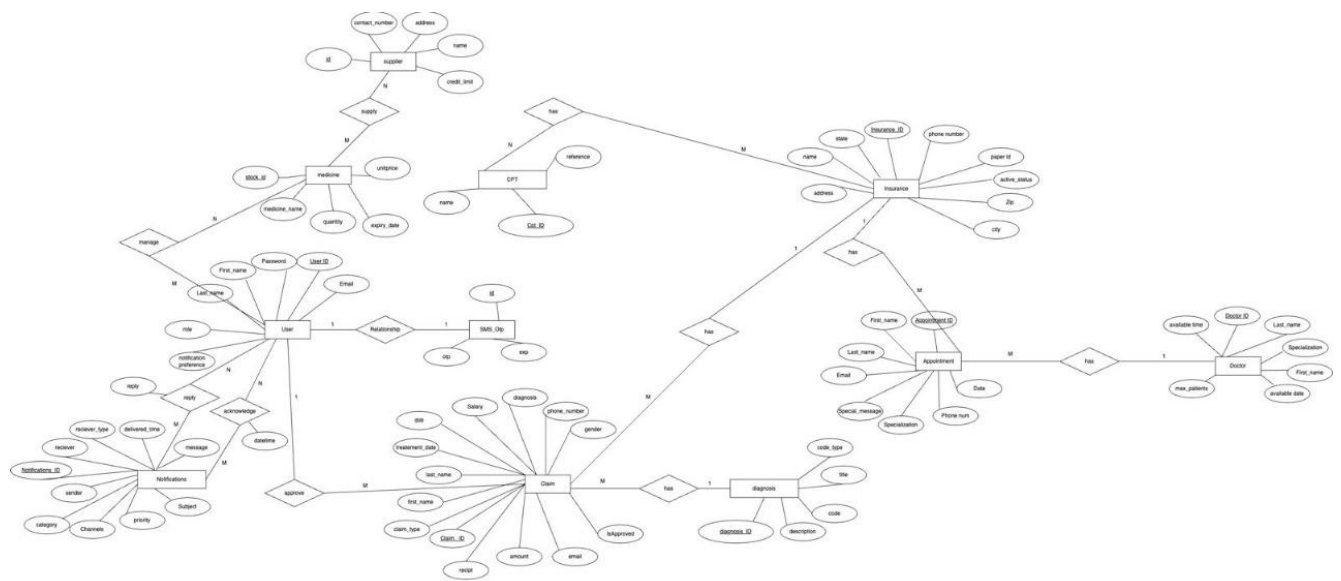 contact_number
address
id
supplier
name
credit_limit
N
supply
M
stock_id
medicine
unitprice
medicine_name
quantity
expiry_date
N
manage
M
has
N
M
reference
CPT
name
Cpt_ID
Insurance_ID
phone number
state
name
paper id
Insurance
active_status
address
Zip
city
1
1
has
M
has
M
First_name
Password
User ID
Last_name
Email
role
User
notification
preference
1
Relationship
1
Id
SMS_Otp
otp
exp
reply
N
N
reply
acknowledge
datetime
M
M
reciever_type
delivered_time
reciever
message
Notifications_ID
Notifications
sender
Subject
category
Channels
priority
1
approve
M
Salary
diagnosis
phone_number
gender
treatement_date
last_name
Claim
first_name
claim_type
Claim_ID
isApproved
recipt
amount
email
M
has
1
diagnosis
code_type
title
code
description
diagnosis_ID
First_name
Appointment ID
Last_name
Appointment
Email
Date
Special_message
Specialization
Phone num
M
has
1
Doctor ID
available time
Last_name
Specialization
Doctor
First_name
max_patients
available date